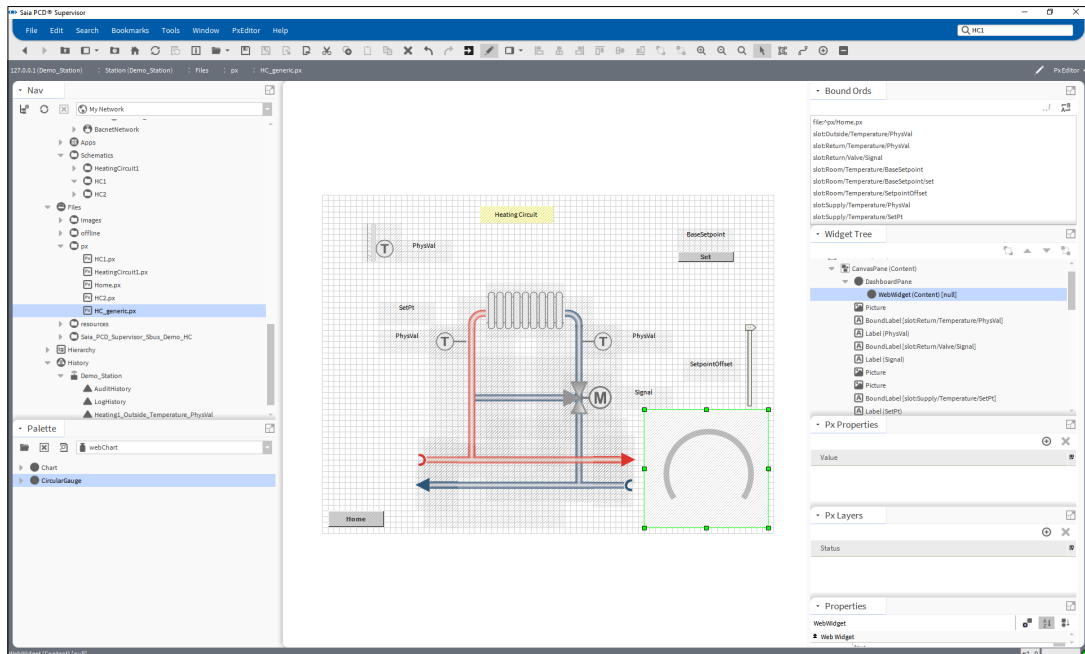 Saia PCD® Supervisor
File Edit Search Bookmarks Tools Window PxEditor Help
HC1
127.0.0.1 (Demo_Station) : Station (Demo_Station) : Files : px : HC_generic.px
PxEditor
Nav
My Network
BacnetNetwork
Apps
Schematics
HeatingCircuit1
HC1
HC2
Files
Images
offline
px
HC1.px
HeatingCircuit1.px
Home.px
HC2.px
HC_generic.px
resources
Saia_PCD_Supervisor_Sbus_Demo_HC
Hierarchy
History
Demo_Station
AuditHistory
LogHistory
Heating1_Outside_Temperature_PhysVal
Palette
webChart
Chart
CircularGauge
Heating Circuit
T
PhysVal
BaseSetpoint
Set
SetPt
PhysVal
T
T
PhysVal
SetpointOffset
Signal
M
Home
Bound Ords
file:^px/Home.px
slot:Outside/Temperature/PhysVal
slot:Return/Temperature/PhysVal
slot:Return/Valve/Signal
slot:Room/Temperature/BaseSetpoint
slot:Room/Temperature/BaseSetpoint/set
slot:Room/Temperature/SetpointOffset
slot:Supply/Temperature/PhysVal
slot:Supply/Temperature/SetPt
Widget Tree
CanvasPane (Content)
DashboardPane
WebWidget (Content) [null]
Picture
BoundLabel [slot:Return/Temperature/PhysVal]
Label (PhysVal)
BoundLabel [slot:Return/Valve/Signal]
Label (Signal)
Picture
Picture
BoundLabel [slot:Supply/Temperature/SetPt]
Label (SetPt)
Px Properties
Value
Px Layers
Status
Properties
WebWidget
Web Widget
WebWidget (Content) [null]